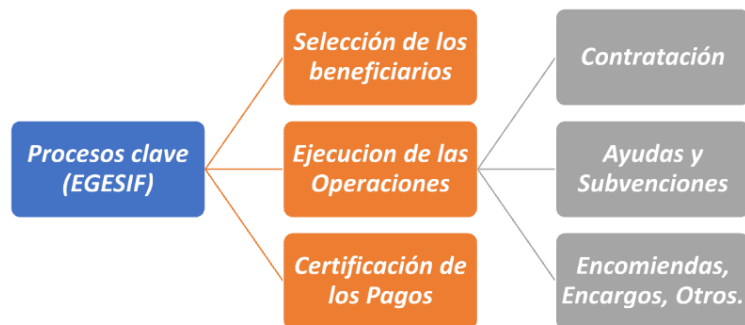 Procesos clave
(EGESIF)
Selección de los
beneficiarios
Ejecucion de las
Operaciones
Certificación de
los Pagos
Contratación
Ayudas y
Subvenciones
Encomiendas,
Encargos, Otros.